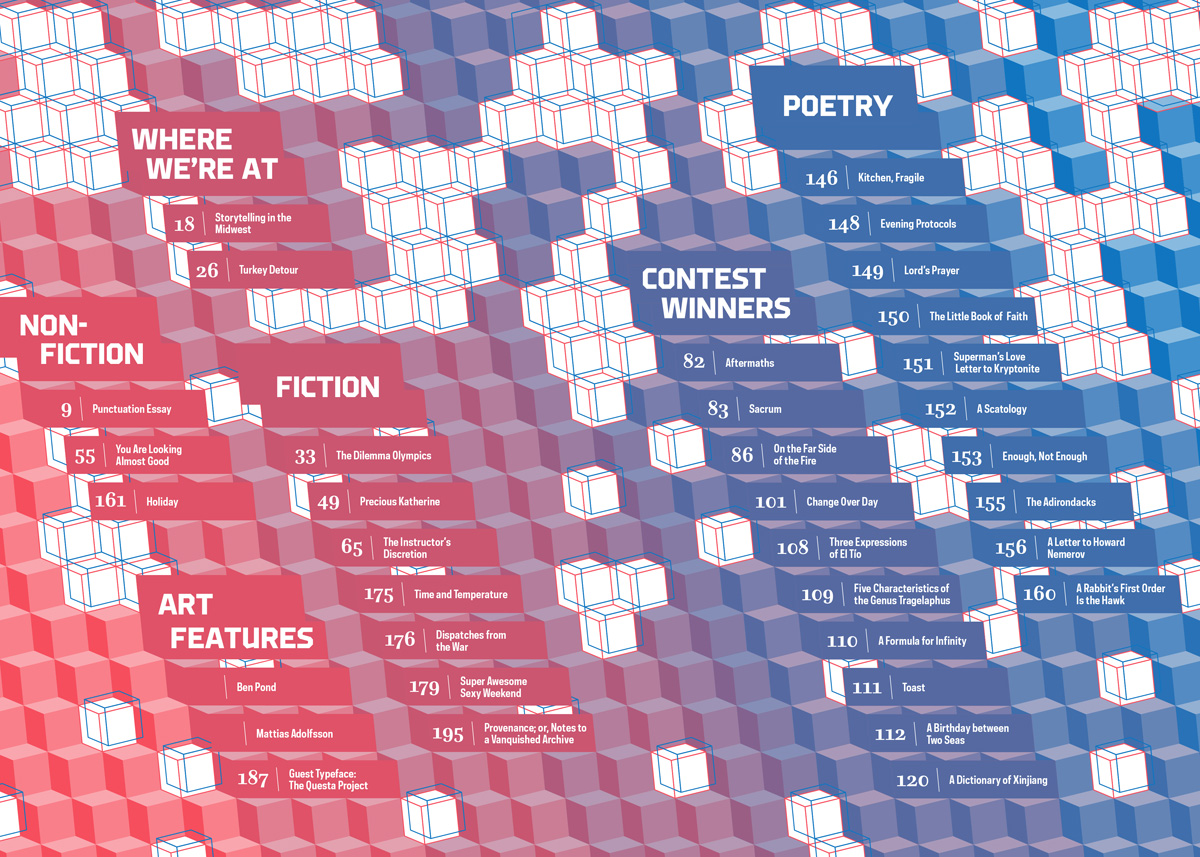 WHERE
WE’RE AT
18 Storytelling in the
Midwest
26 Turkey Detour
NON-
FICTION
9 Punctuation Essay
55 You Are Looking
Almost Good
161 Holiday
FICTION
33 The Dilemma Olympics
49 Precious Katherine
65 The Instructor’s
Discretion
175 Time and Temperature
176 Dispatches from
the War
179 Super Awesome
Sexy Weekend
195 Provenance; or, Notes to
a Vanquished Archive
ART
FEATURES
Ben Pond
Mattias Adolfsson
187 Guest Typeface:
The Questa Project
CONTEST
WINNERS
82 Aftermaths
83 Sacrum
86 On the Far Side
of the Fire
101 Change Over Day
108 Three Expressions
of El Tío
109 Five Characteristics of
the Genus Tragelaphus
110 A Formula for Infinity
111 Toast
112 A Birthday between
Two Seas
120 A Dictionary of Xinjiang
POETRY
146 Kitchen, Fragile
148 Evening Protocols
149 Lord’s Prayer
150 The Little Book of Faith
151 Superman’s Love
Letter to Kryptonite
152 A Scatology
153 Enough, Not Enough
155 The Adirondacks
156 A Letter to Howard
Nemerov
160 A Rabbit’s First Order
Is the Hawk